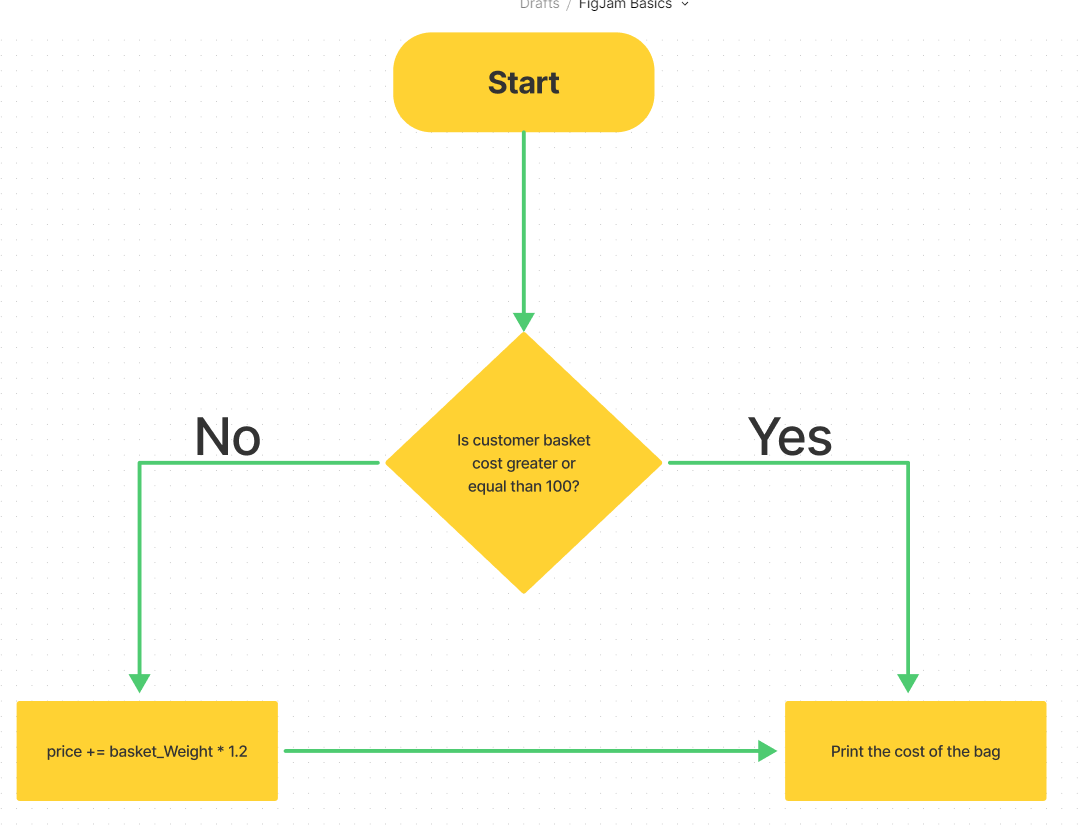 Drafts / FigJam Basics
Start
No
Yes
Is customer basket
cost greater or
equal than 100?
price += basket_Weight * 1.2
Print the cost of the bag